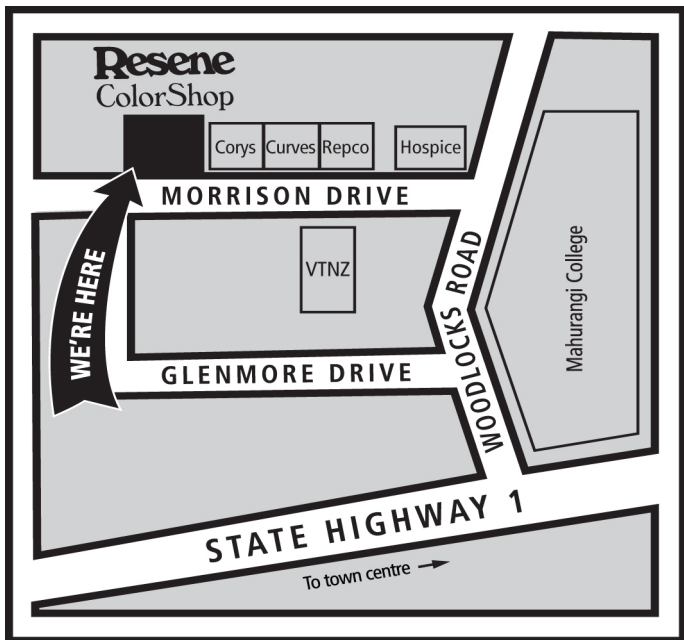 Resene
ColorShop
Corys
Curves
Repco
Hospice
MORRISON DRIVE
WE'RE HERE
VTNZ
WOODLOCKS ROAD
Mahurangi College
GLENMORE DRIVE
STATE HIGHWAY 1
To town centre